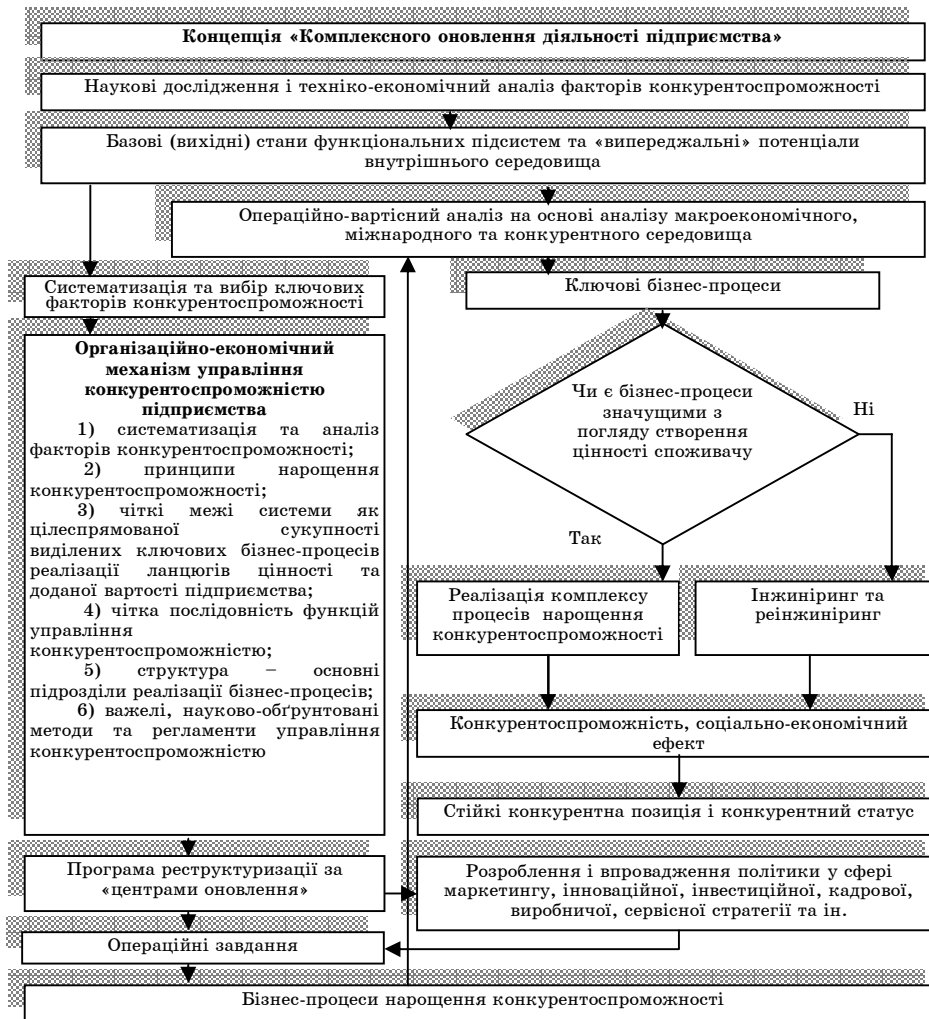 Концепція «Комплексного оновлення діяльності підприємства»
Наукові дослідження і техніко-економічний аналіз факторів конкурентоспроможності
Базові (вихідні) стани функціональних підсистем та «випереджальні» потенціали
внутрішнього середовища
Операційно-вартісний аналіз на основі аналізу макроекономічного,
міжнародного та конкурентного середовища
Систематизація та вибір ключових
факторів конкурентоспроможності
Ключові бізнес-процеси
Організаційно-економічний
механізм управління
конкурентоспроможністю
підприємства
1) систематизація та аналіз
факторів конкурентоспроможності;
2) принципи нарощення
конкурентоспроможності;
3) чіткі межі системи як
цілеспрямованої сукупності
виділених ключових бізнес-процесів
реалізації ланцюгів цінності та
доданої вартості підприємства;
4) чітка послідовність функцій
управління
конкурентоспроможністю;
5) структура – основні
підрозділи реалізації бізнес-процесів;
6) важелі, науково-обґрунтовані
методи та регламенти управління
конкурентоспроможністю
Чи є бізнес-процеси
значущими з
погляду створення
цінності споживачу
Ні
Так
Реалізація комплексу
процесів нарощення
конкурентоспроможності
Інжиніринг та
реінжиніринг
Конкурентоспроможність, соціально-економічний
ефект
Стійкі конкурентна позиція і конкурентний статус
Програма реструктуризації за
«центрами оновлення»
Розроблення і впровадження політики у сфері
маркетингу, інноваційної, інвестиційної, кадрової,
виробничої, сервісної стратегії та ін.
Операційні завдання
Бізнес-процеси нарощення конкурентоспроможності